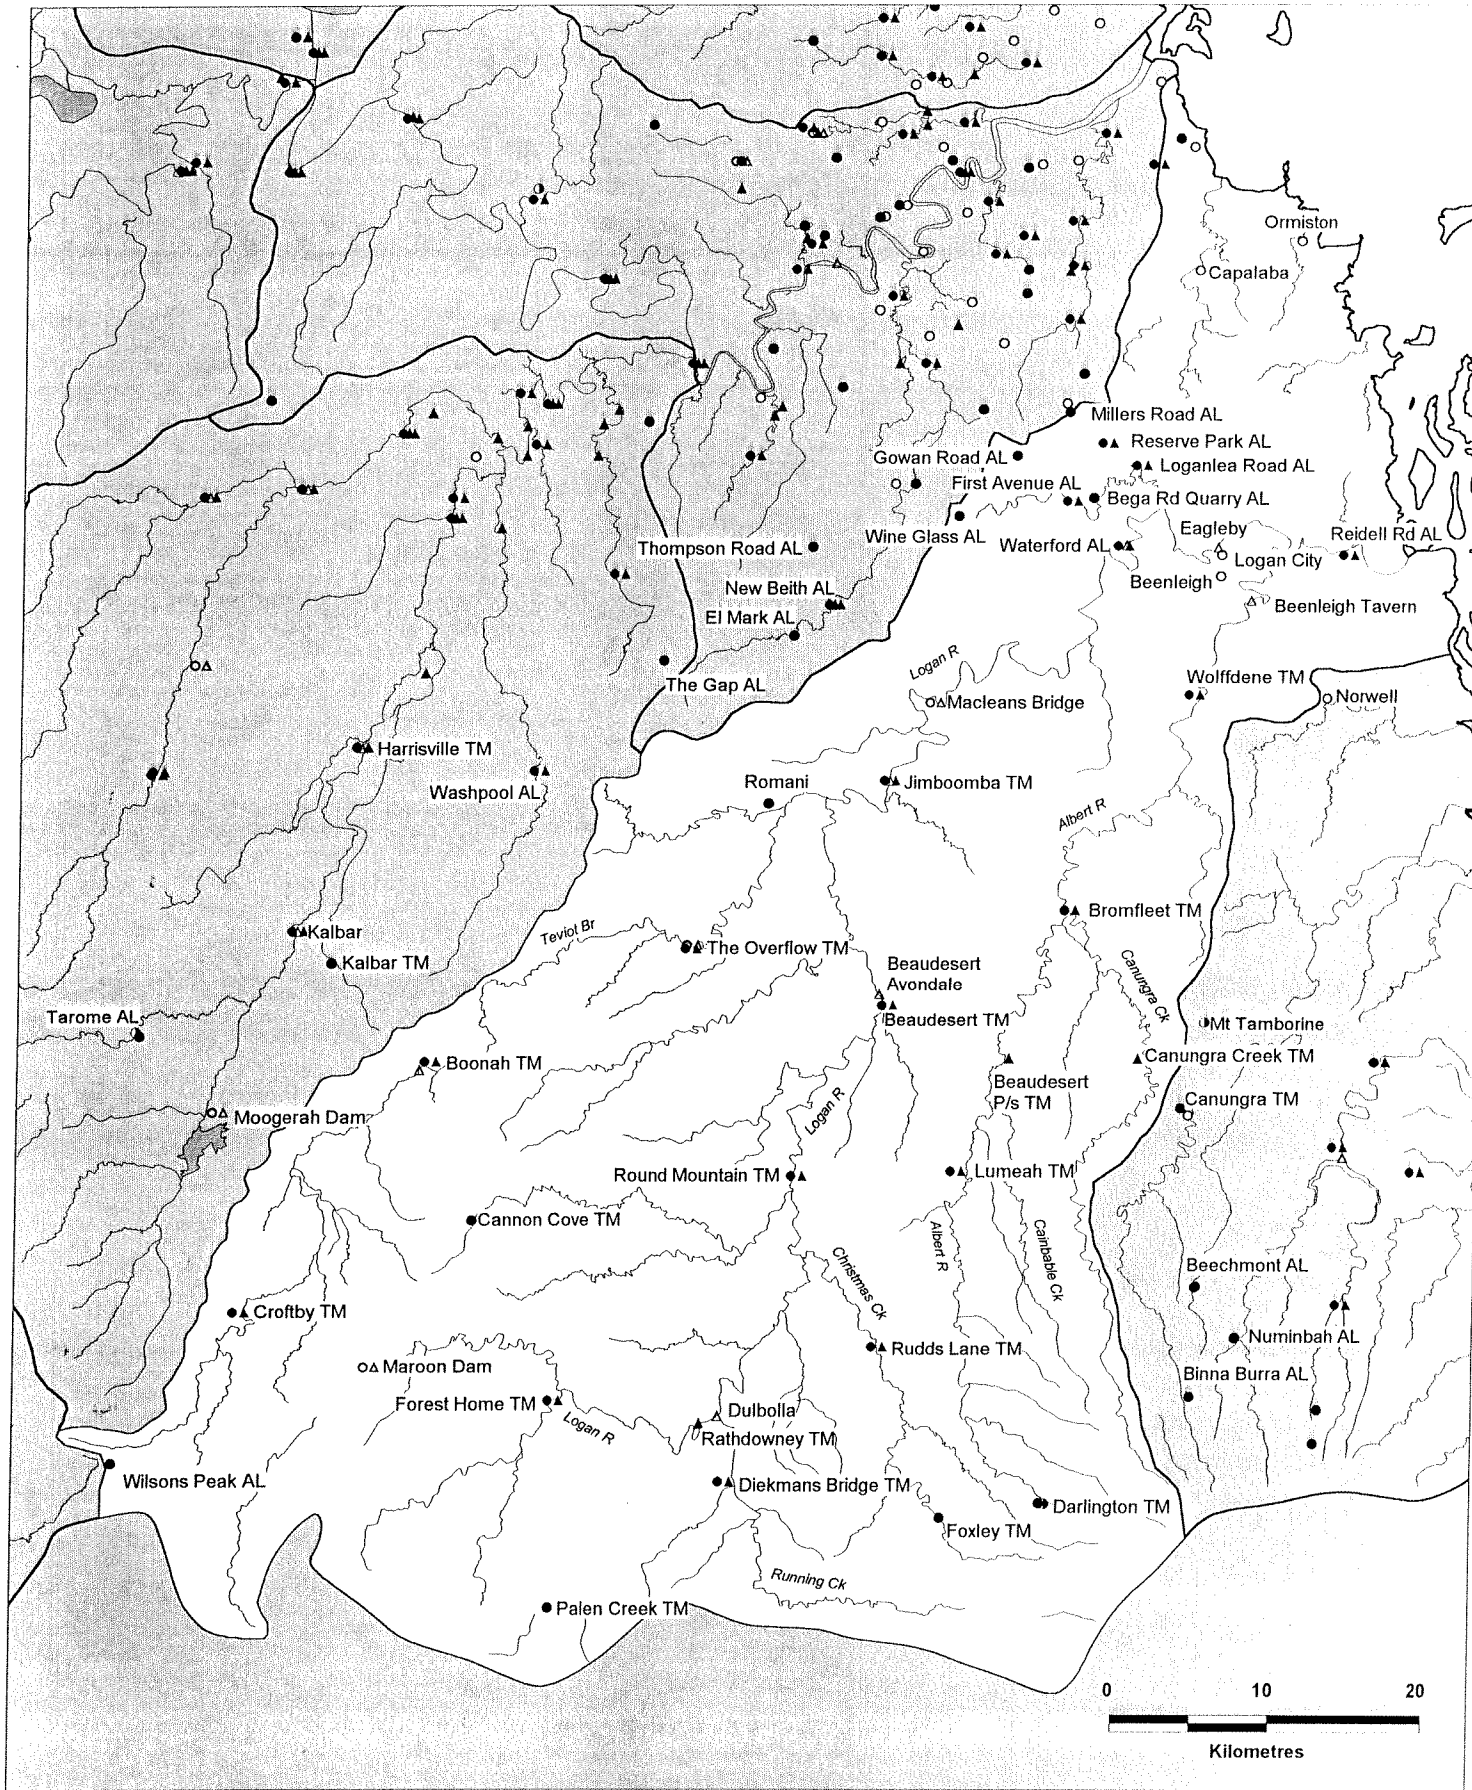 Ormiston
Capalaba
Millers Road AL
Reserve Park AL
Gowan Road AL
Loganlea Road AL
First Avenue AL
Bega Rd Quarry AL
Wine Glass AL
Eagleby
Reidell Rd AL
Thompson Road AL
Waterford AL
Logan City
Beenleigh
New Beith AL
Beenleigh Tavern
El Mark AL
Logan R
The Gap AL
Wolffdene TM
Macleans Bridge
Norwell
Harrisville TM
Washpool AL
Romani
Jimboomba TM
Albert R
Bromfleet TM
Kalbar
Teviot Br
The Overflow TM
Kalbar TM
Beaudesert
Avondale
Canungra Ck
Tarome AL
Beaudesert TM
Mt Tamborine
Boonah TM
Canungra Creek TM
Beaudesert
P/s TM
Canungra TM
Moogerah Dam
Logan R
Round Mountain TM
Lumeah TM
Cannon Cove TM
Albert R
Cainbable Ck
Christmas Ck
Beechmont AL
Croftby TM
Numinbah AL
Rudds Lane TM
Maroon Dam
Binna Burra AL
Forest Home TM
Dulbolla
Logan R
Rathdowney TM
Wilsons Peak AL
Diekmans Bridge TM
Darlington TM
Foxley TM
Running Ck
Palen Creek TM
0 10 20
Kilometres